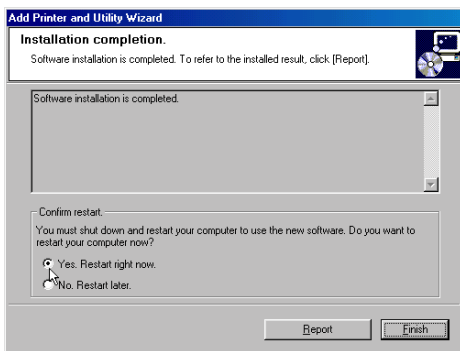 Add Printer and Utility Wizard
Installation completion.
Software installation is completed. To refer to the installed result, click [Report].
Software installation is completed.
Confirm restart.
You must shut down and restart your computer to use the new software. Do you want to
restart your computer now?
Yes. Restart right now.
No. Restart later.
Report
Finish